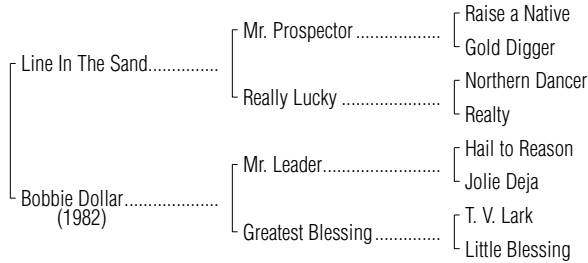 Raise a Native
Mr. Prospector ..................
Gold Digger
Line In The Sand...............
Northern Dancer
Really Lucky .....................
Realty
Hail to Reason
Mr. Leader.........................
Jolie Deja
Bobbie Dollar....................
(1982)
T. V. Lark
Greatest Blessing..............
Little Blessing